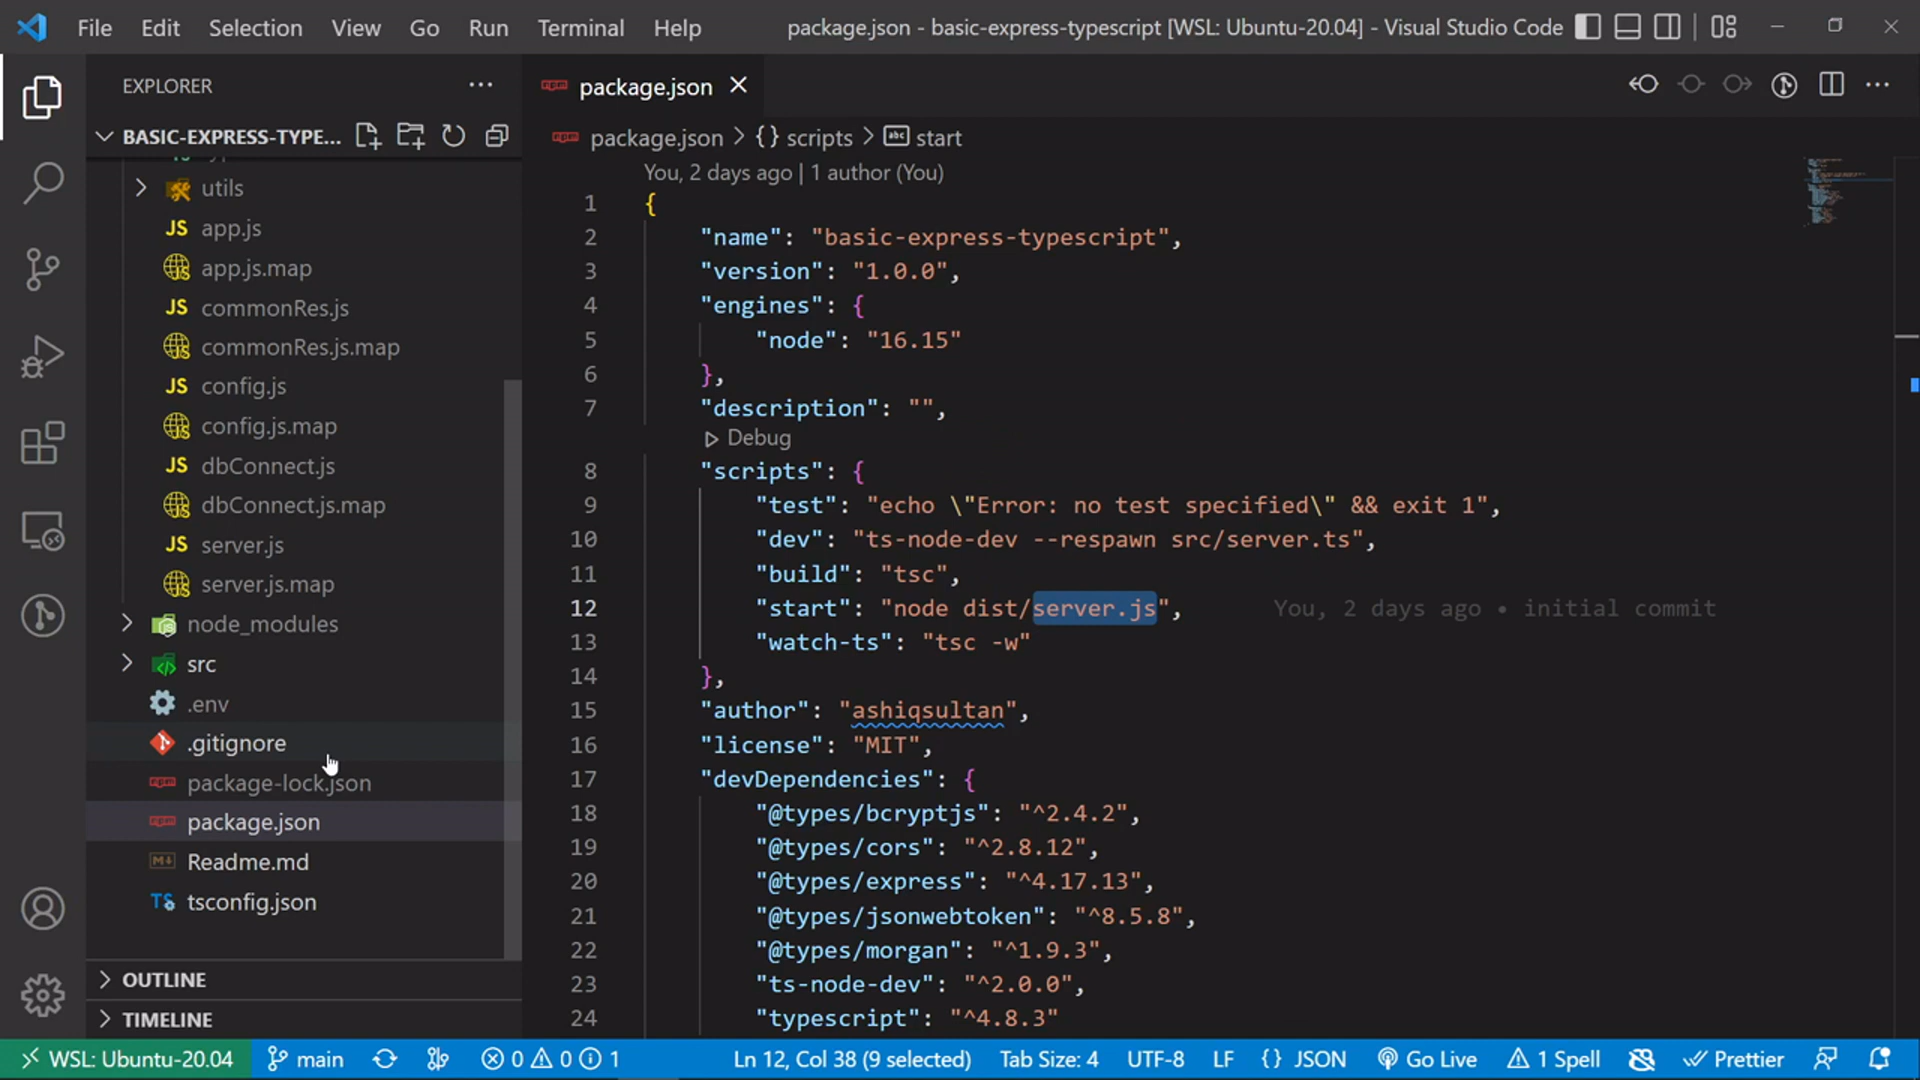 File Edit Selection View Go Run Terminal Help package.json - basic-express-typescript [WSL: Ubuntu-20.04] - Visual Studio Code
EXPLORER
BASIC-EXPRESS-TYPE...
utils
JS app.js
app.js.map
JS commonRes.js
commonRes.js.map
JS config.js
config.js.map
JS dbConnect.js
dbConnect.js.map
JS server.js
server.js.map
node_modules
src
.env
.gitignore
package-lock.json
package.json
Readme.md
TS tsconfig.json
OUTLINE
TIMELINE
package.json
package.json > {} scripts > abc start
You, 2 days ago | 1 author (You)
1 {
2 "name": "basic-express-typescript",
3 "version": "1.0.0",
4 "engines": {
5 "node": "16.15"
6 },
7 "description": "",
Debug
8 "scripts": {
9 "test": "echo \"Error: no test specified\" && exit 1",
10 "dev": "ts-node-dev --respawn src/server.ts",
11 "build": "tsc",
12 "start": "node dist/server.js", You, 2 days ago • initial commit
13 "watch-ts": "tsc -w"
14 },
15 "author": "ashiqsultan",
16 "license": "MIT",
17 "devDependencies": {
18 "@types/bcryptjs": "^2.4.2",
19 "@types/cors": "^2.8.12",
20 "@types/express": "^4.17.13",
21 "@types/jsonwebtoken": "^8.5.8",
22 "@types/morgan": "^1.9.3",
23 "ts-node-dev": "^2.0.0",
24 "typescript": "^4.8.3"
WSL: Ubuntu-20.04 main 0 0 1 Ln 12, Col 38 (9 selected) Tab Size: 4 UTF-8 LF {} JSON Go Live 1 Spell Prettier